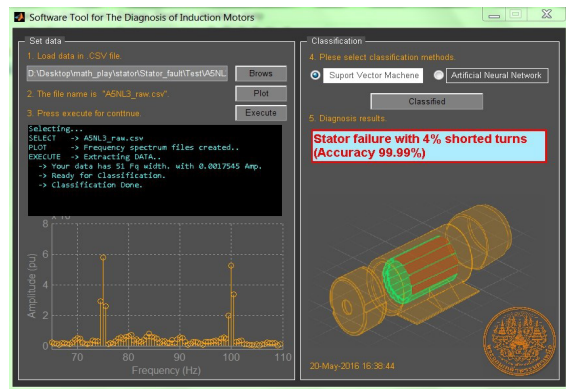 Software Tool for The Diagnosis of Induction Motors
Set data
1. Load data in .CSV file.
D:\Desktop\math_play\stator\Stator_fault\Test\A5NL
Brows
2. The file name is "A5NL3_raw.csv".
Plot
3. Press execute for conttnue.
Execute
Selecting...
SELECT -> A5NL3_raw.csv
PLOT -> Frequency spectrum files created..
EXECUTE -> Extracting DATA..
-> Your data has 51 Fq width. with 0.0017545 Amp.
-> Ready for Classification.
-> Classification Done.
8
6
4
2
0
Amplitude (pu)
70 80 90 100 110
Frequency (Hz)
Classification
4. Plese select classification methods.
Suport Vector Machene
Artificial Neural Network
Classified
5. Diagnosis results.
Stator failure with 4% shorted turns
(Accuracy 99.99%)
20-May-2016 16:38:44